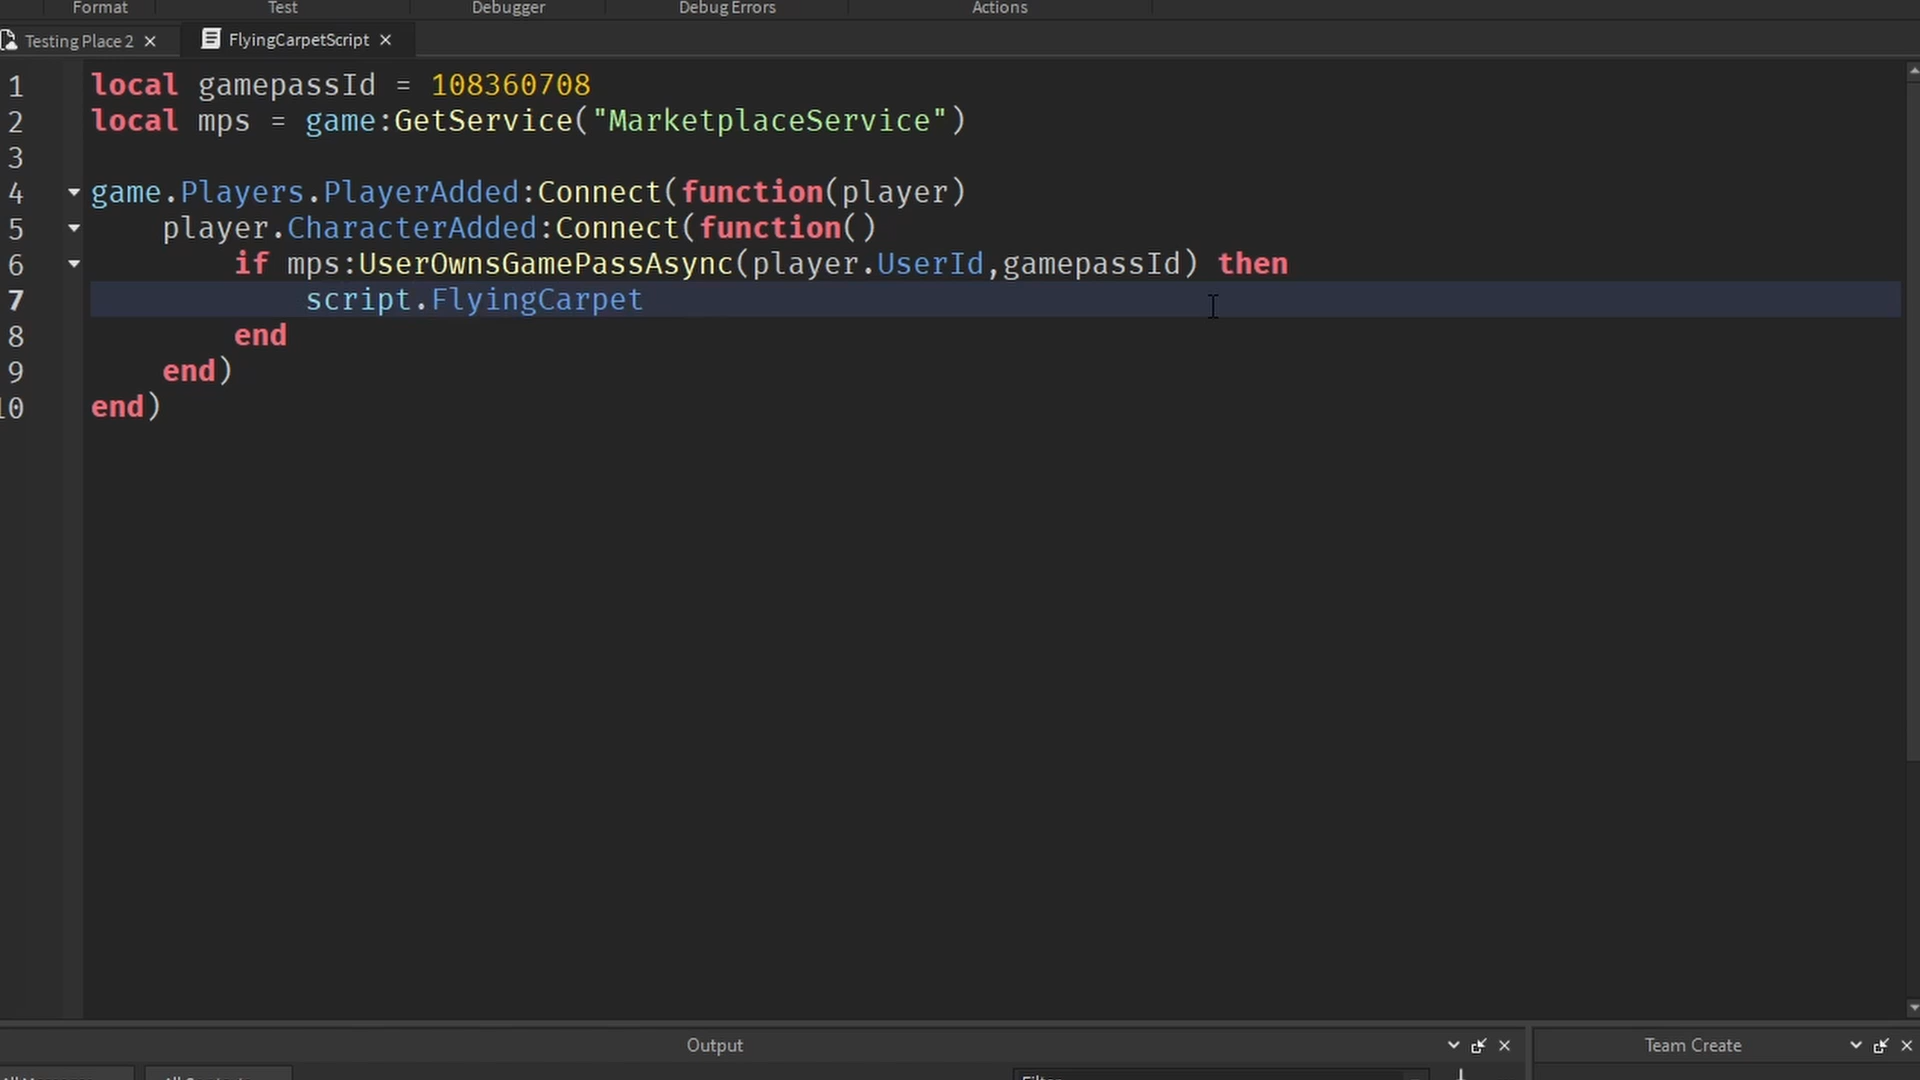 Format Test Debugger Debug Errors Actions
Testing Place 2 FlyingCarpetScript
1 local gamepassId = 108360708
2 local mps = game:GetService("MarketplaceService")
3
4 game.Players.PlayerAdded:Connect(function(player)
5 player.CharacterAdded:Connect(function()
6 if mps:UserOwnsGamePassAsync(player.UserId,gamepassId) then
7 script.FlyingCarpet
8 end
9 end)
10 end)
Output Team Create